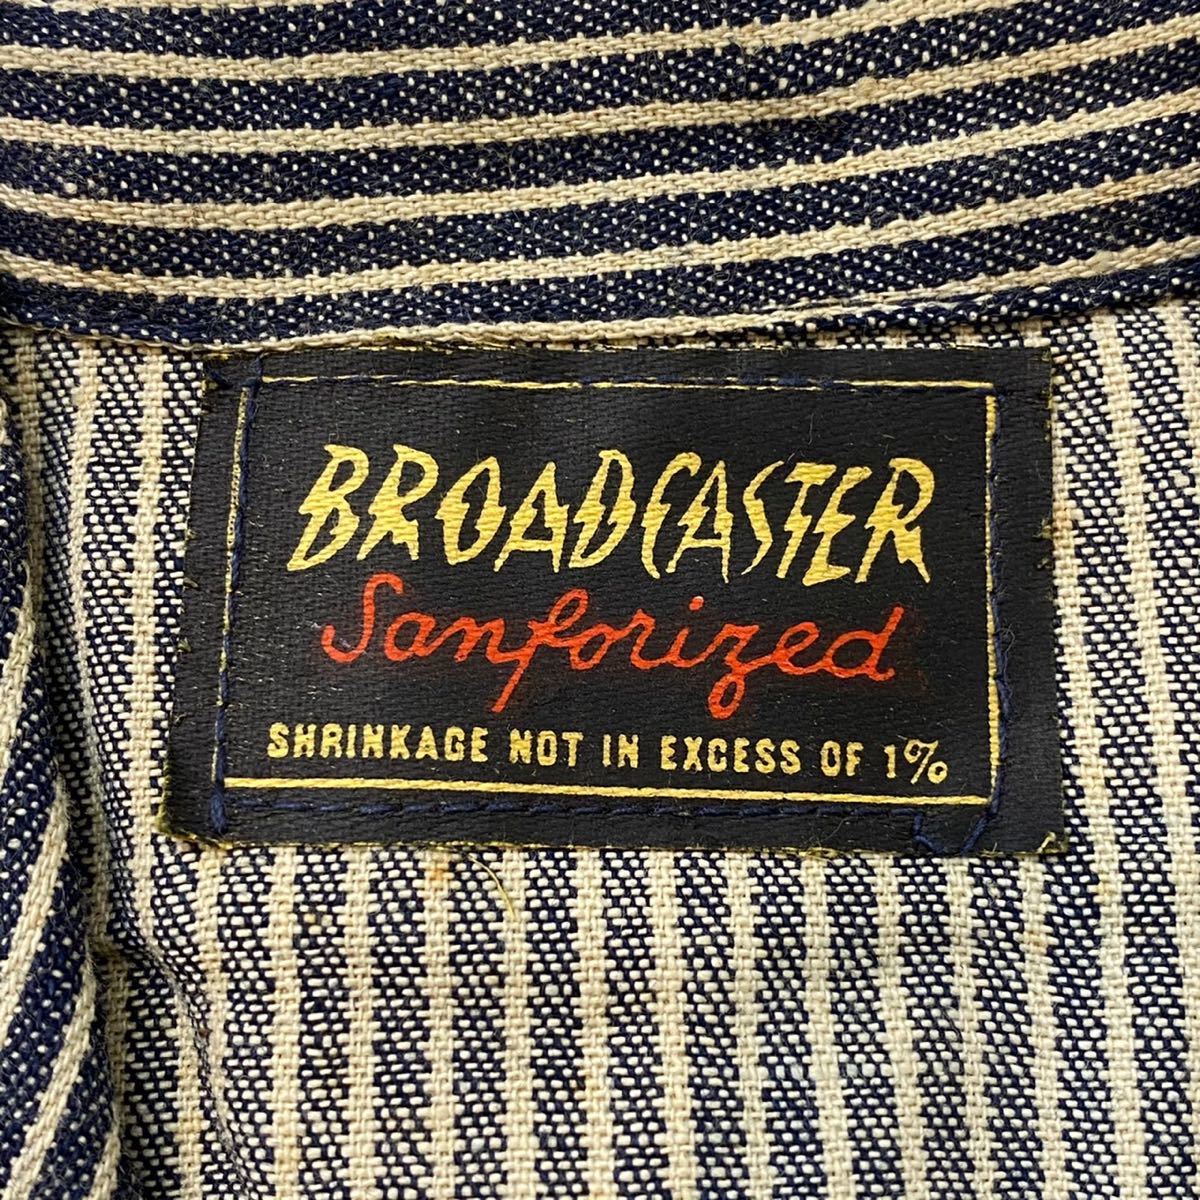 BROADCASTER
Sanforized
SHRINKAGE NOT IN EXCESS OF 1%